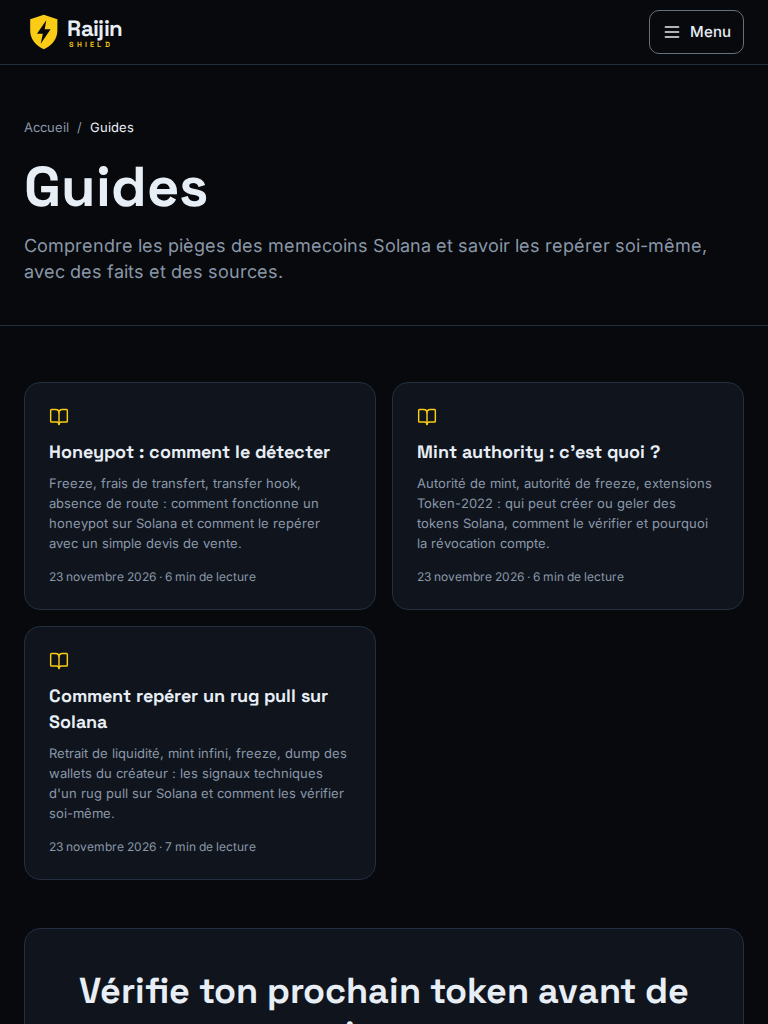 Raijin
SHIELD
Menu
Accueil / Guides
Guides
Comprendre les pièges des memecoins Solana et savoir les repérer soi-même,
avec des faits et des sources.
Honeypot : comment le détecter
Freeze, frais de transfert, transfer hook,
absence de route : comment fonctionne un
honeypot sur Solana et comment le repérer
avec un simple devis de vente.
23 novembre 2026 · 6 min de lecture
Mint authority : c’est quoi ?
Autorité de mint, autorité de freeze, extensions
Token-2022 : qui peut créer ou geler des
tokens Solana, comment le vérifier et pourquoi
la révocation compte.
23 novembre 2026 · 6 min de lecture
Comment repérer un rug pull sur
Solana
Retrait de liquidité, mint infini, freeze, dump des
wallets du créateur : les signaux techniques
d'un rug pull sur Solana et comment les vérifier
soi-même.
23 novembre 2026 · 7 min de lecture
Vérifie ton prochain token avant de